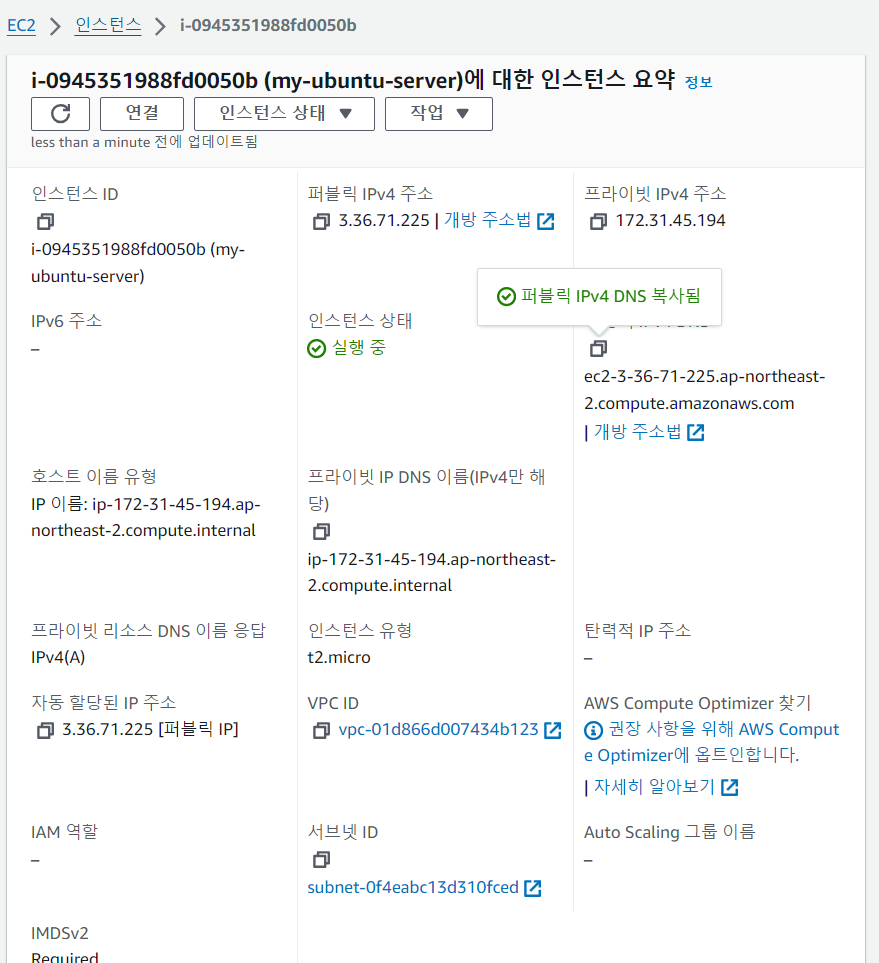 EC2 > 인스턴스 > i-0945351988fd0050b
i-0945351988fd0050b (my-ubuntu-server)에 대한 인스턴스 요약 정보
연결 인스턴스 상태 ▼ 작업 ▼
less than a minute 전에 업데이트됨
인스턴스 ID
i-0945351988fd0050b (my-
ubuntu-server)
퍼블릭 IPv4 주소
3.36.71.225 | 개방 주소법
프라이빗 IPv4 주소
172.31.45.194
퍼블릭 IPv4 DNS 복사됨
IPv6 주소
–
인스턴스 상태
실행 중
ec2-3-36-71-225.ap-northeast-
2.compute.amazonaws.com
| 개방 주소법
호스트 이름 유형
IP 이름: ip-172-31-45-194.ap-
northeast-2.compute.internal
프라이빗 IP DNS 이름(IPv4만 해
당)
ip-172-31-45-194.ap-northeast-
2.compute.internal
프라이빗 리소스 DNS 이름 응답
IPv4(A)
인스턴스 유형
t2.micro
탄력적 IP 주소
–
자동 할당된 IP 주소
3.36.71.225 [퍼블릭 IP]
VPC ID
vpc-01d866d007434b123
AWS Compute Optimizer 찾기
권장 사항을 위해 AWS Comput
e Optimizer에 옵트인합니다.
| 자세히 알아보기
IAM 역할
–
서브넷 ID
subnet-0f4eabc13d310fced
Auto Scaling 그룹 이름
–
IMDSv2
Required